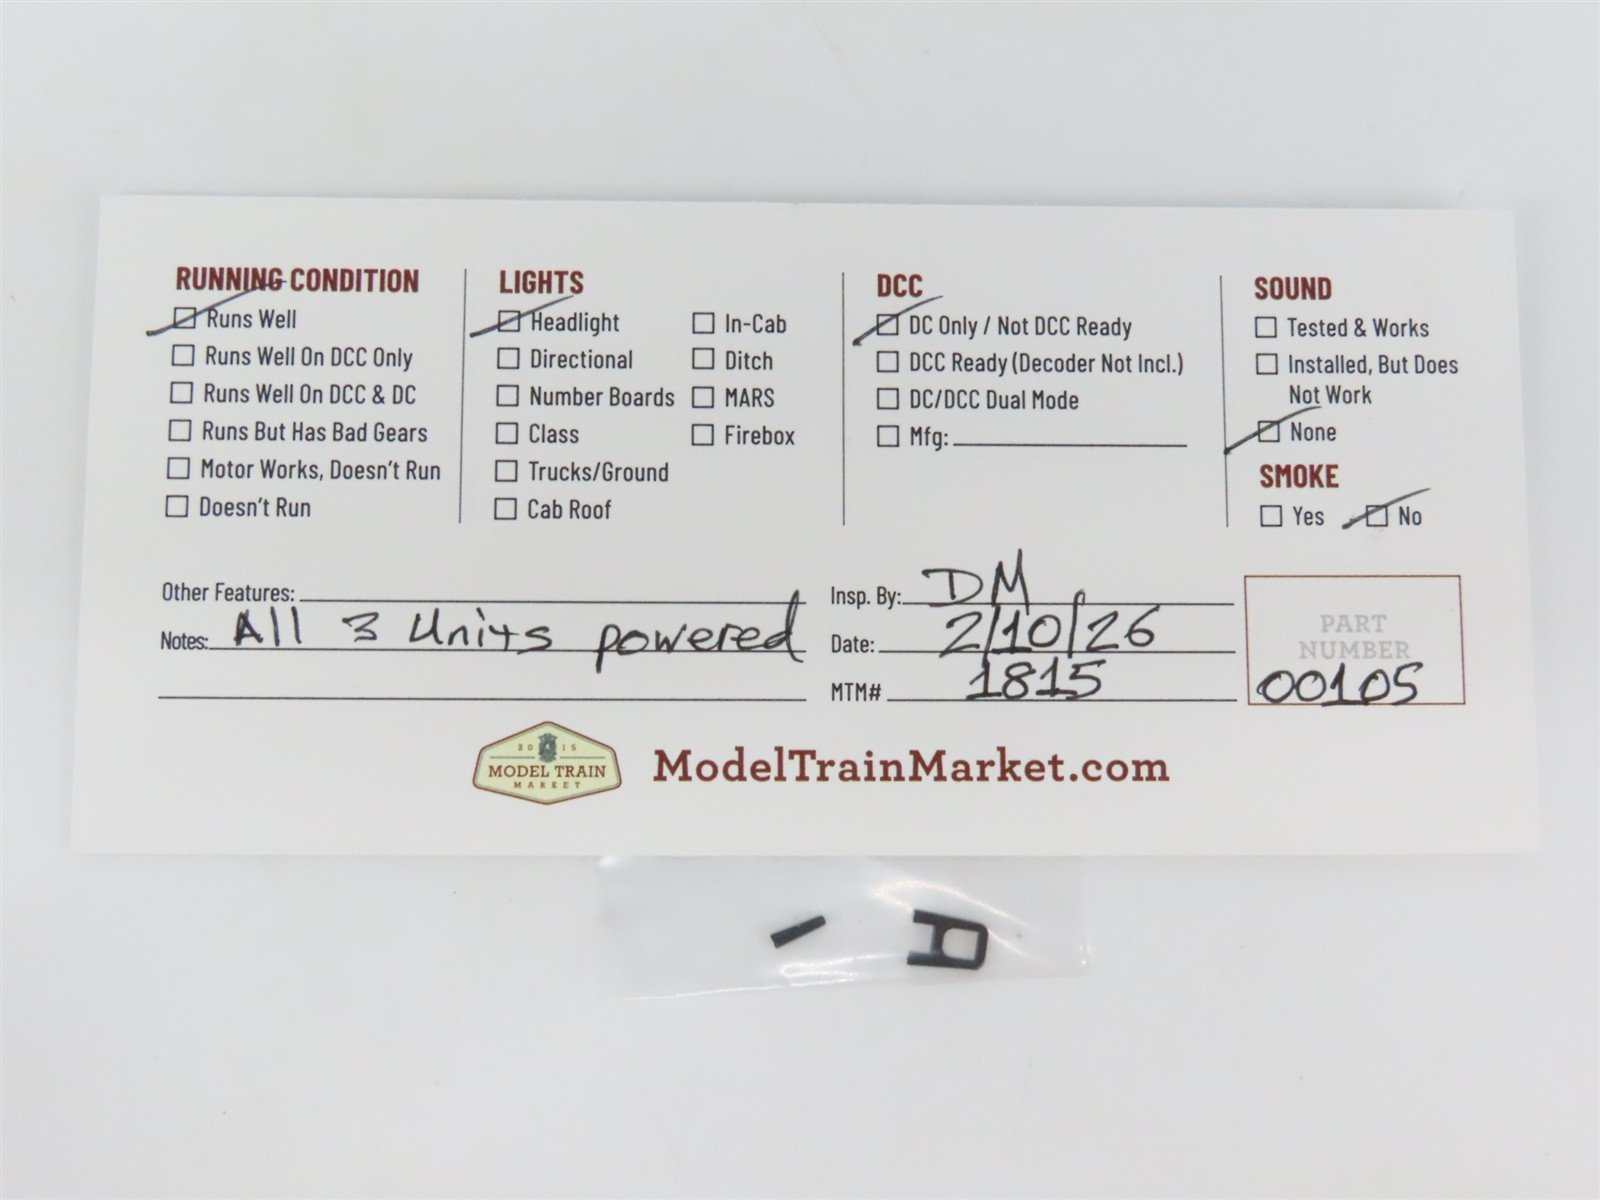 RUNNING CONDITION
Runs Well
Runs Well On DCC Only
Runs Well On DCC & DC
Runs But Has Bad Gears
Motor Works, Doesn't Run
Doesn't Run
LIGHTS
Headlight
Directional
Number Boards
Class
Trucks/Ground
Cab Roof
In-Cab
Ditch
MARS
Firebox
DCC
DC Only / Not DCC Ready
DCC Ready (Decoder Not Incl.)
DC/DCC Dual Mode
Mfg:
SOUND
Tested & Works
Installed, But Does
Not Work
None
SMOKE
Yes No
Other Features:
Notes: All 3 Units powered
Insp. By: DM
Date: 2/10/26
MTM# 1815
PART
NUMBER
00105
2015
MODEL TRAIN
MARKET
ModelTrainMarket.com